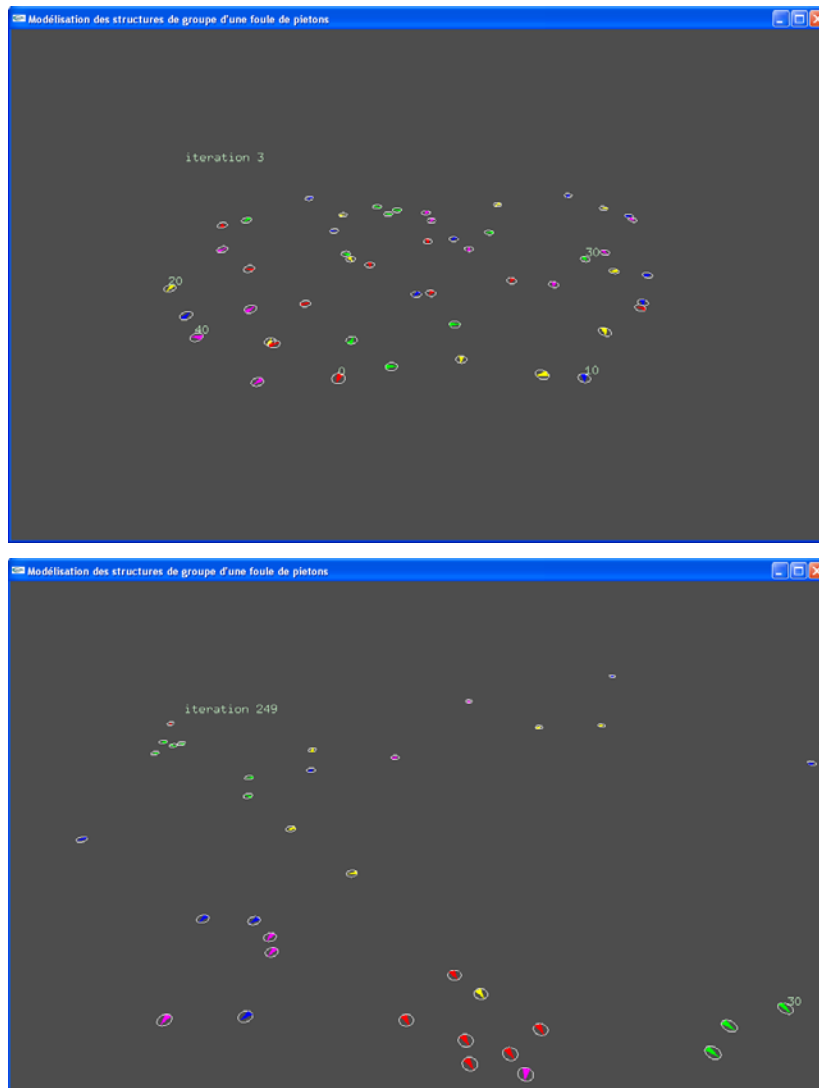 Modélisation des structures de groupe d'une foule de pietons
iteration 3
30
20
40
0
10
Modélisation des structures de groupe d'une foule de pietons
iteration 249
30